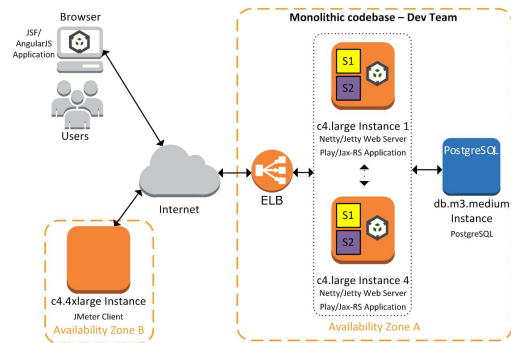 Browser
JSF/
AngularJS
Application
Users
Internet
c4.4xlarge Instance
JMeter Client
Availability Zone B
Monolithic codebase – Dev Team
ELB
S1
S2
c4.large Instance 1
Netty/Jetty Web Server
Play/Jax-RS Application
S1
S2
c4.large Instance 4
Netty/Jetty Web Server
Play/Jax-RS Application
PostgreSQL
db.m3.medium
Instance
PostgreSQL
Availability Zone A